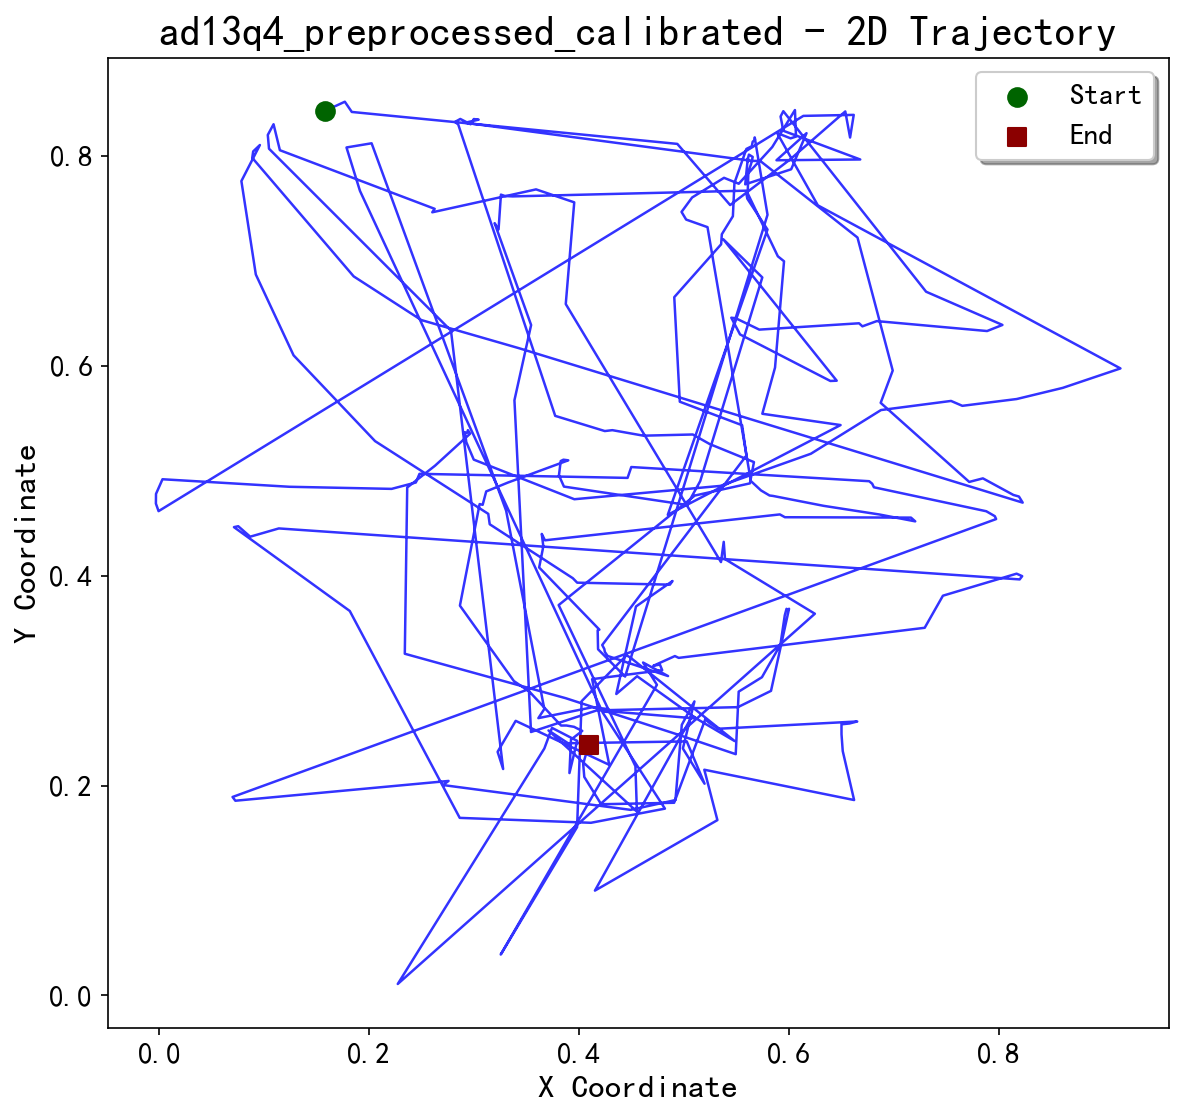 ad13q4_preprocessed_calibrated - 2D Trajectory
Start
End
0.8
0.6
0.4
0.2
0.0
Y Coordinate
0.0 0.2 0.4 0.6 0.8
X Coordinate